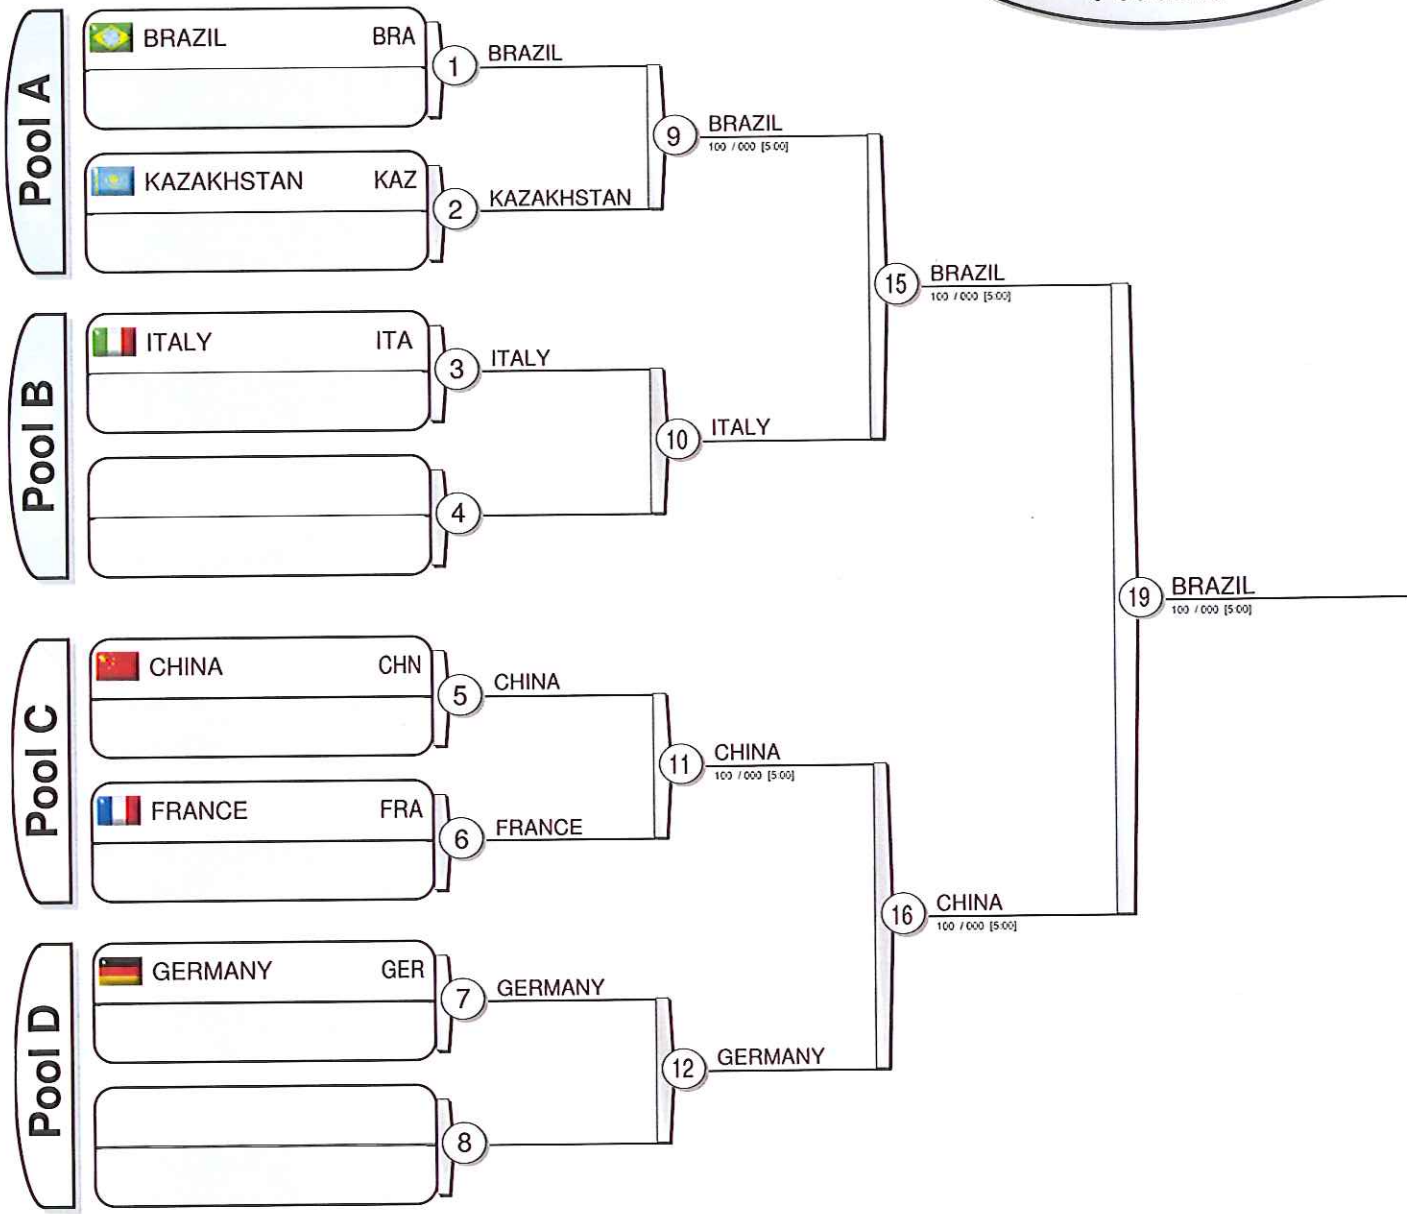 Pool A
BRAZIL BRA
KAZAKHSTAN KAZ
1 BRAZIL
2 KAZAKHSTAN
9 BRAZIL
100 / 000 [5:00]
Pool B
ITALY ITA
3 ITALY
4
10 ITALY
15 BRAZIL
100 / 000 [5:00]
Pool C
CHINA CHN
FRANCE FRA
5 CHINA
6 FRANCE
11 CHINA
100 / 000 [5:00]
Pool D
GERMANY GER
7 GERMANY
8
12 GERMANY
16 CHINA
100 / 000 [5:00]
19 BRAZIL
100 / 000 [5:00]